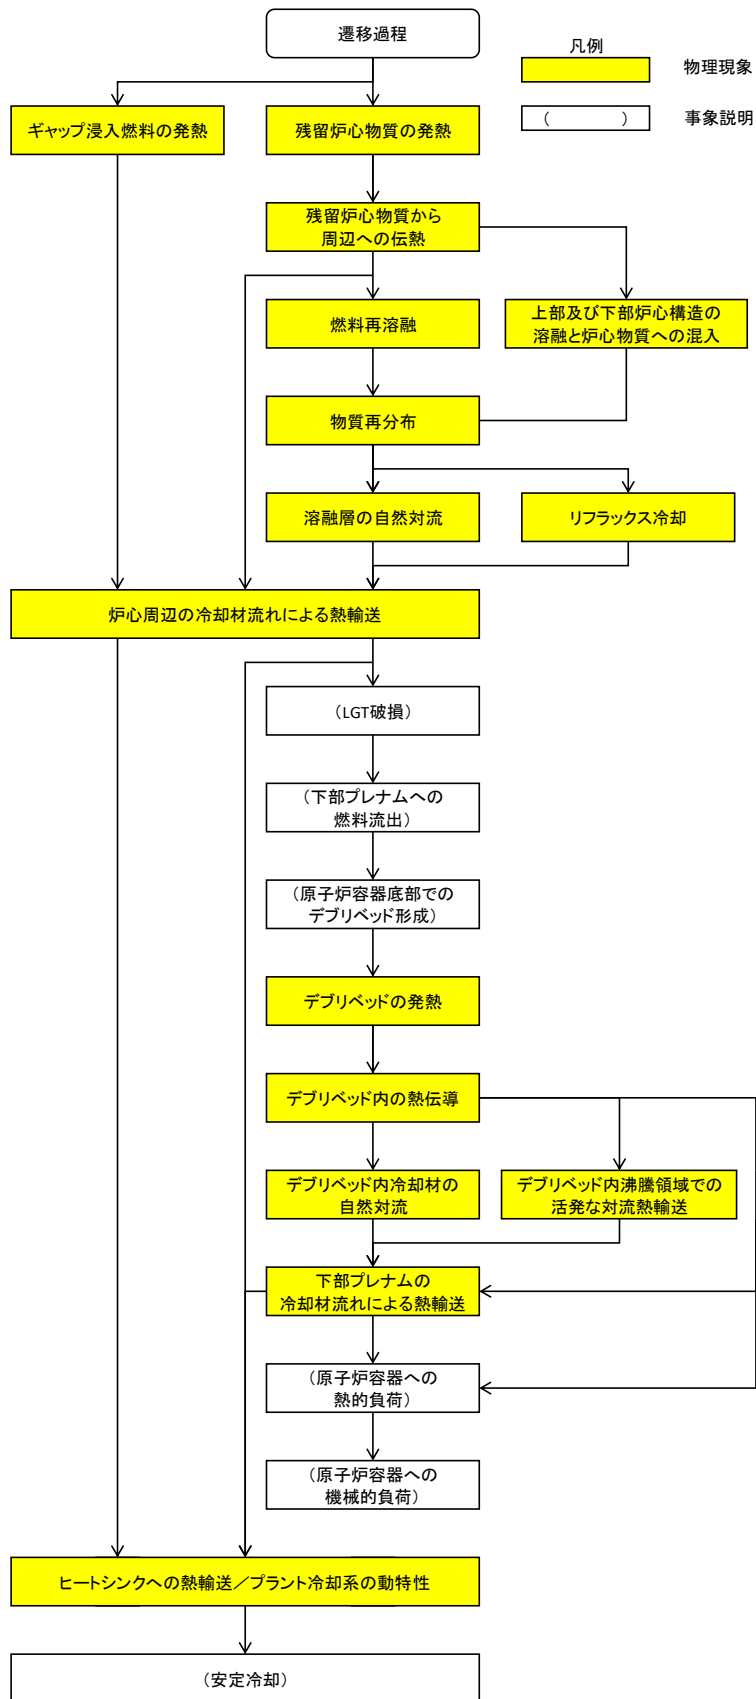 遷移過程
凡例
物理現象
(　　　　)
事象説明
ギャップ浸入燃料の発熱
残留炉心物質の発熱
残留炉心物質から
周辺への伝熱
燃料再溶融
上部及び下部炉心構造の
溶融と炉心物質への混入
物質再分布
溶融層の自然対流
リフラックス冷却
炉心周辺の冷却材流れによる熱輸送
(LGT破損)
(下部プレナムへの
燃料流出)
(原子炉容器底部での
デブリベッド形成)
デブリベッドの発熱
デブリベッド内の熱伝導
デブリベッド内冷却材の
自然対流
デブリベッド内沸騰領域での
活発な対流熱輸送
下部プレナムの
冷却材流れによる熱輸送
(原子炉容器への
熱的負荷)
(原子炉容器への
機械的負荷)
ヒートシンクへの熱輸送／プラント冷却系の動特性
(安定冷却)